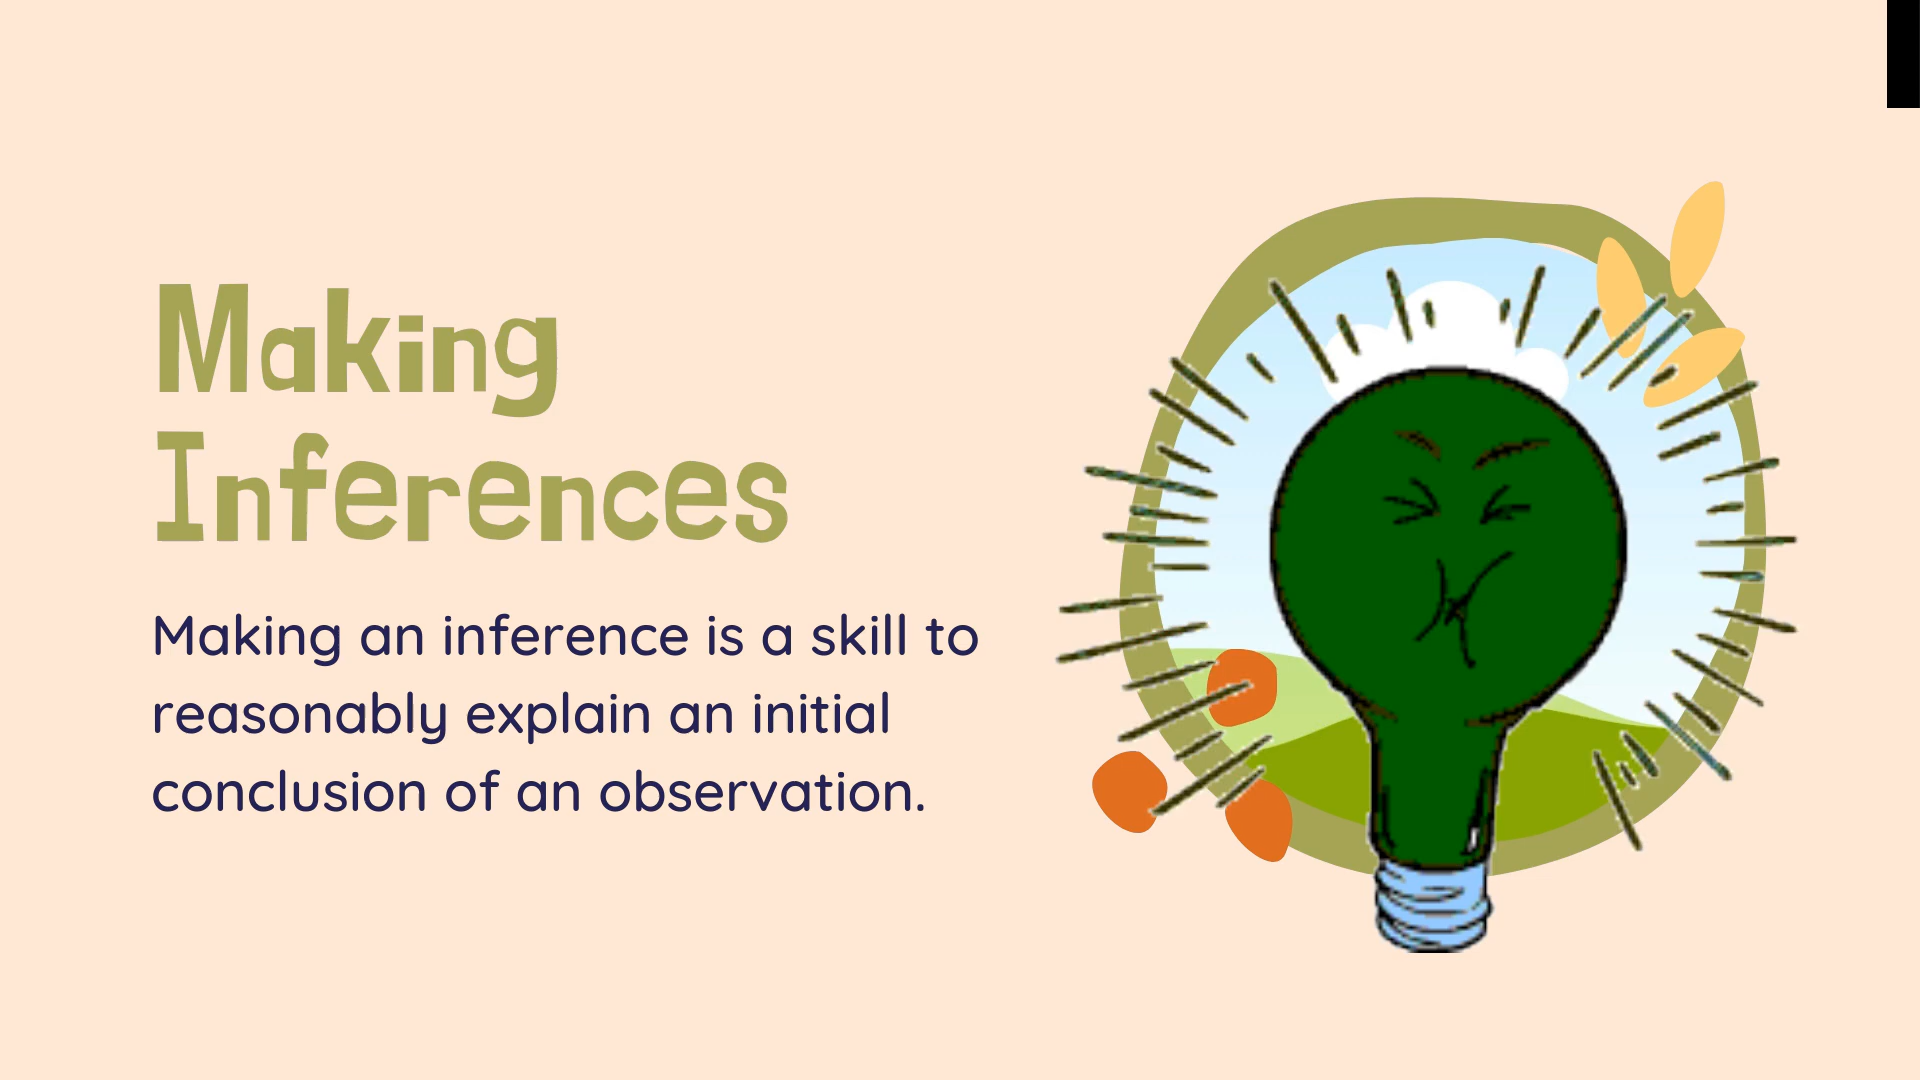 Making
Inferences
Making an inference is a skill to
reasonably explain an initial
conclusion of an observation.